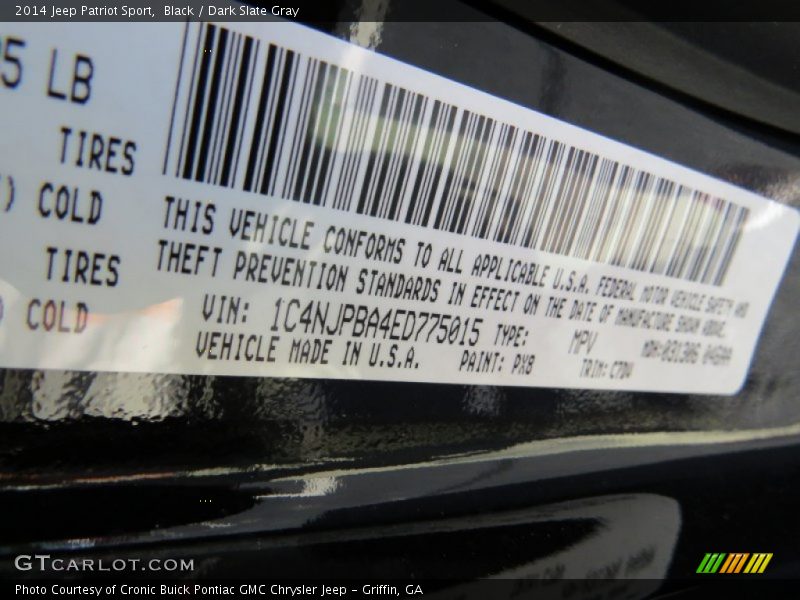 2014 Jeep Patriot Sport,  Black / Dark Slate Gray
5 LB
TIRES
) COLD
TIRES
COLD
THIS VEHICLE CONFORMS TO ALL APPLICABLE U.S.A. FEDERAL MOTOR VEHICLE SAFETY AND
THEFT PREVENTION STANDARDS IN EFFECT ON THE DATE OF MANUFACTURE SHOWN ABOVE.
VIN: 1C4NJPBA4ED775015 TYPE: MPV
VEHICLE MADE IN U.S.A. PAINT: PX8 TRIM:
GTCARLOT.COM
Photo Courtesy of Cronic Buick Pontiac GMC Chrysler Jeep - Griffin, GA